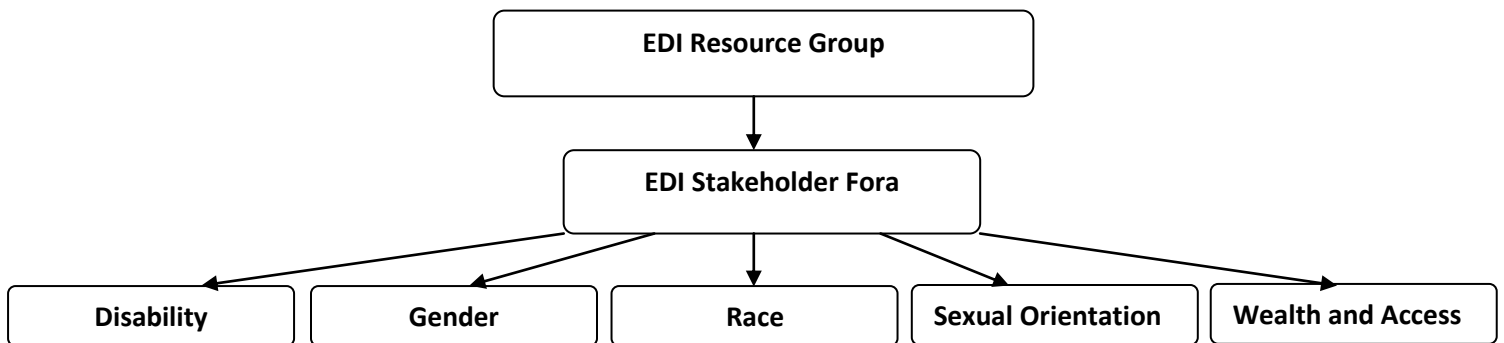 EDI Resource Group
EDI Stakeholder Fora
Disability
Gender
Race
Sexual Orientation
Wealth and Access